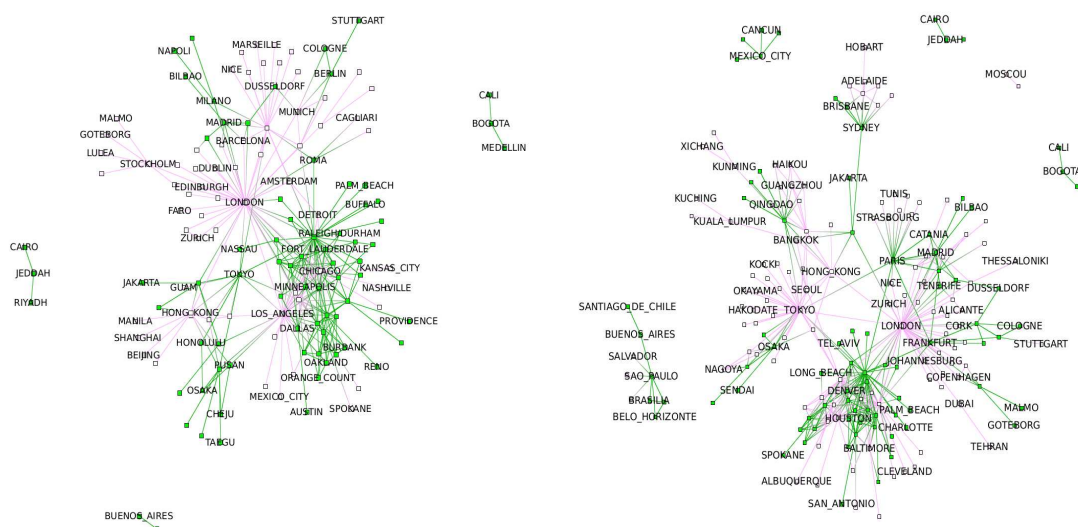 STUTTGART
NAPOLI
MARSEILLE
COLOGNE
NICE
BILBAO
BERLIN
DUSSELDORF
MILANO
CALI
MUNICH
MALMO
CAGLIARI
MADRID
BOGOTA
GOTEBORG
BARCELONA
MEDELLIN
LULEA
ROMA
STOCKHOLM
DUBLIN
AMSTERDAM
EDINBURGH
PALM_BEACH
LONDON
BUFFALO
FARO
DETROIT
ZURICH
RALEIGH/DURHAM
CAIRO
NASSAU
FORT_LAUDERDALE
JEDDAH
TOKYO
CHICAGO
KANSAS_CITY
JAKARTA
GUAM
MINNEAPOLIS
NASHVILLE
RIYADH
HONG_KONG
LOS_ANGELES
MANILA
PROVIDENCE
DALLAS
SHANGHAI
HONOLULU
BURBANK
BEIJING
PUSAN
OAKLAND
RENO
ORANGE_COUNT
OSAKA
MEXICO_CITY
CHEJU
AUSTIN
SPOKANE
TAEGU
BUENOS_AIRES
CANCUN
CAIRO
MEXICO_CITY
JEDDAH
HOBART
MOSCOU
ADELAIDE
BRISBANE
SYDNEY
XICHANG
CALI
KUNMING
HAIKOU
BOGOTA
JAKARTA
GUANGZHOU
KUCHING
QINGDAO
TUNIS
BILBAO
KUALA_LUMPUR
STRASBOURG
CATANIA
BANGKOK
MADRID
THESSALONIKI
KOCKI
PARIS
HONG-KONG
NICE
TENERIFE
DUSSELDORF
OKAYAMA
SEOUL
ZURICH
SANTIAGO_DE_CHILE
HAKODATE_TOKYO
ALICANTE
BUENOS_AIRES
LONDON
CORK
COLOGNE
TEL_AVIV
FRANKFURT
STUTTGART
OSAKA
SALVADOR
NAGOYA
JOHANNESBURG
SAO_PAULO
LONG_BEACH
COPENHAGEN
SENDAI
DENVER
BRASILIA
DUBAI
PALM_BEACH
MALMO
BELO_HORIZONTE
HOUSTON
CHARLOTTE
GOTEBORG
BALTIMORE
TEHRAN
SPOKANE
CLEVELAND
ALBUQUERQUE
SAN_ANTONIO